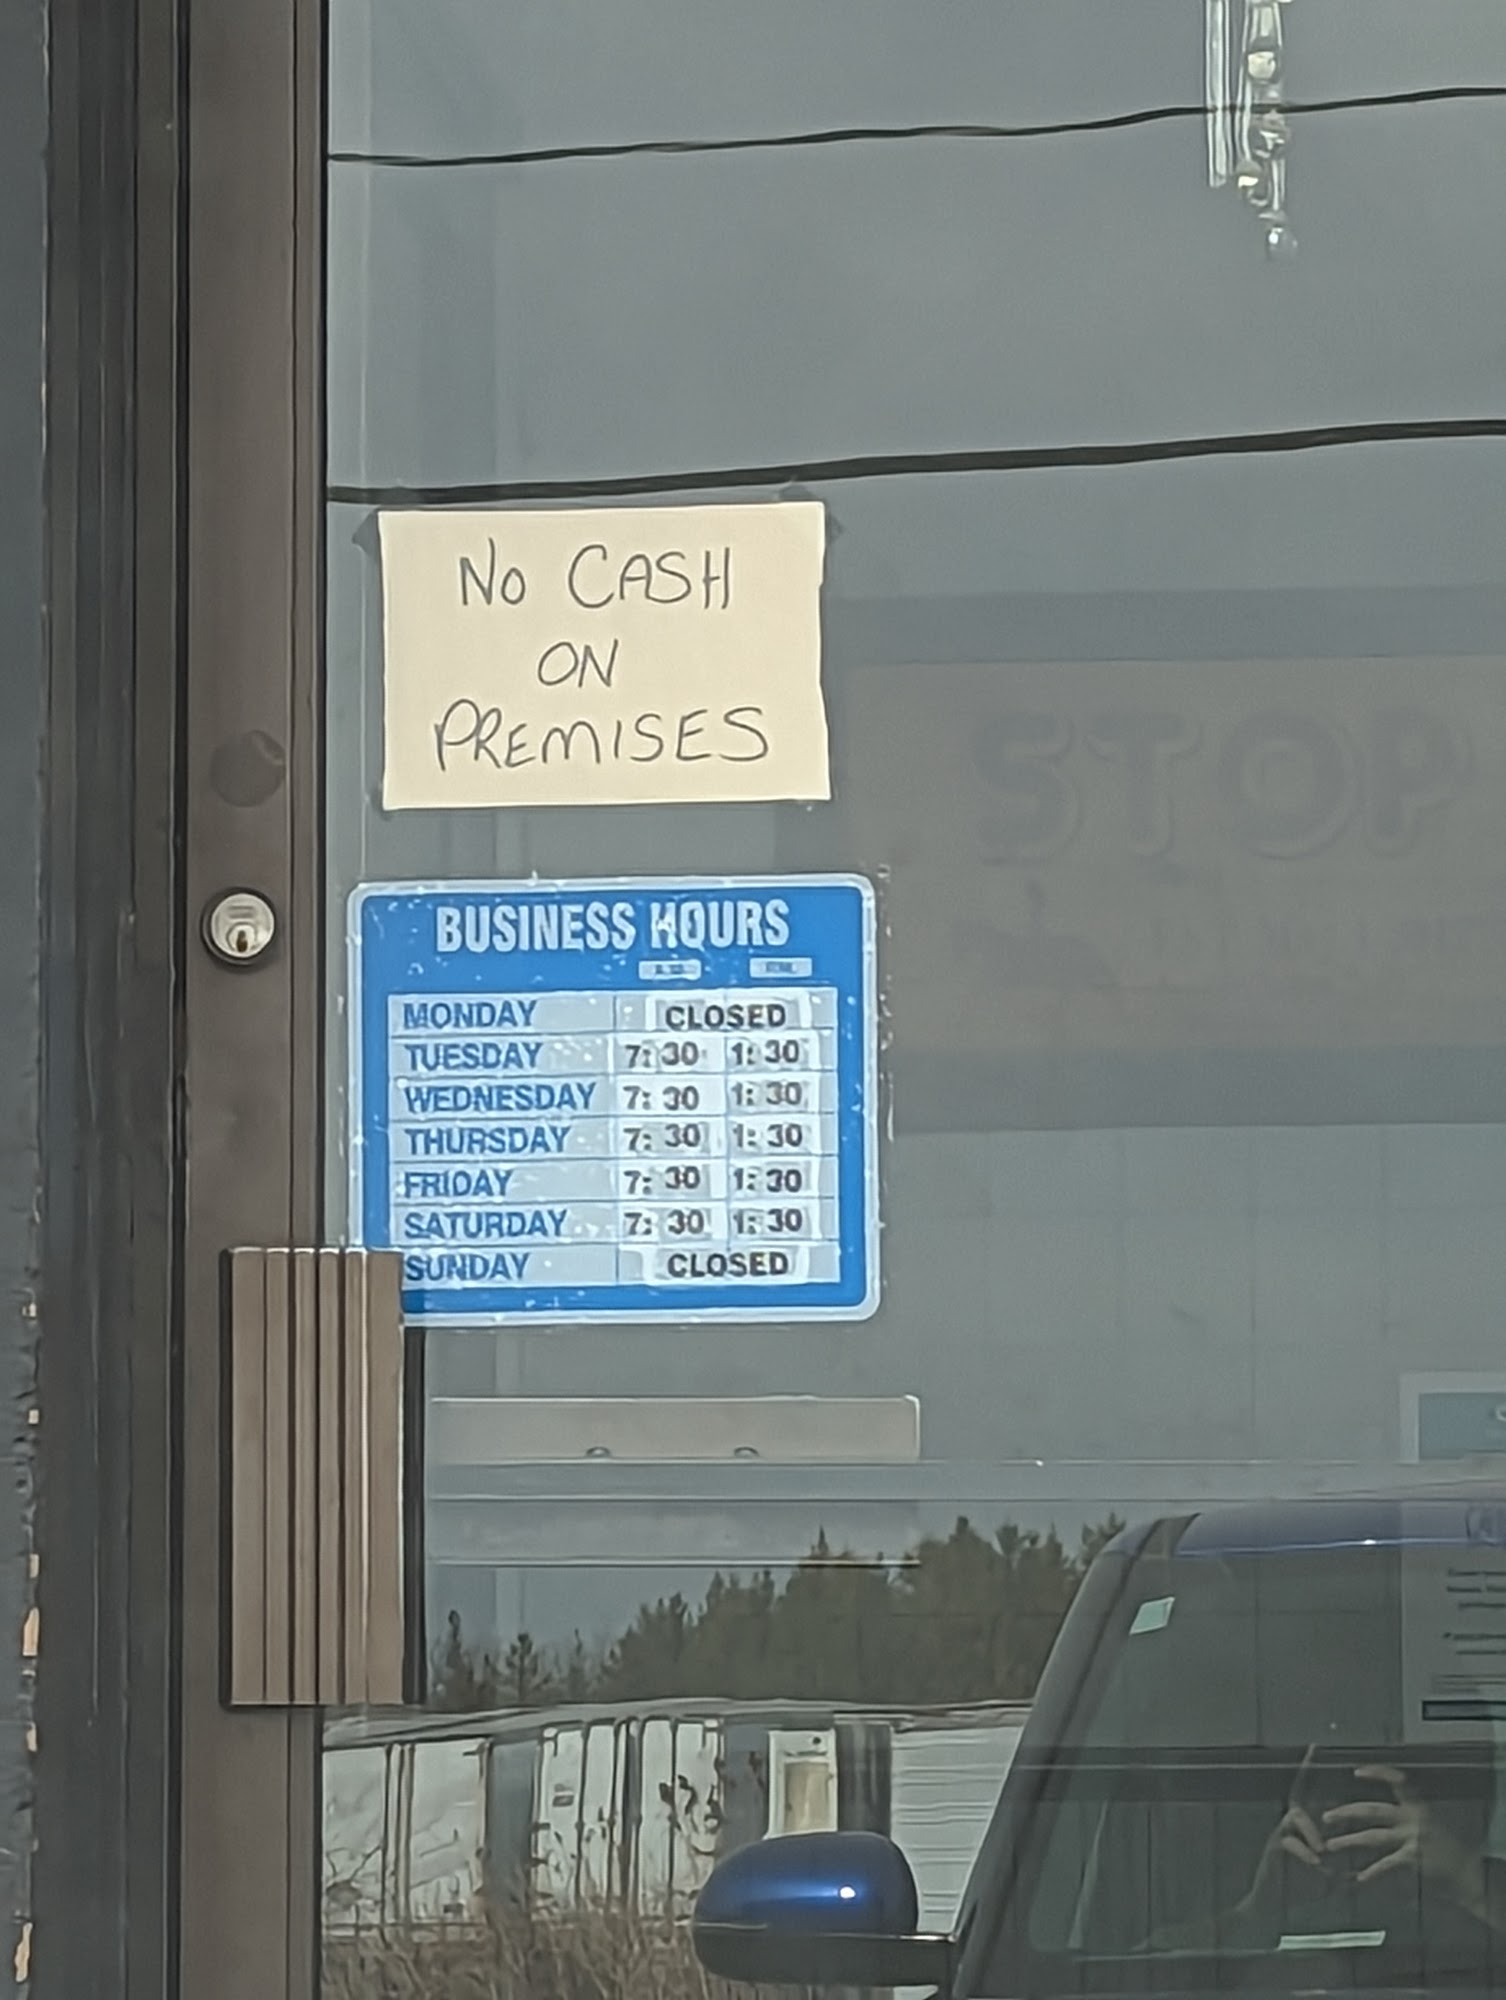 No CASH
ON
PREMISES
STOP
BUSINESS HOURS
MONDAY CLOSED
TUESDAY 7:30 1:30
WEDNESDAY 7:30 1:30
THURSDAY 7:30 1:30
FRIDAY 7:30 1:30
SATURDAY 7:30 1:30
SUNDAY CLOSED